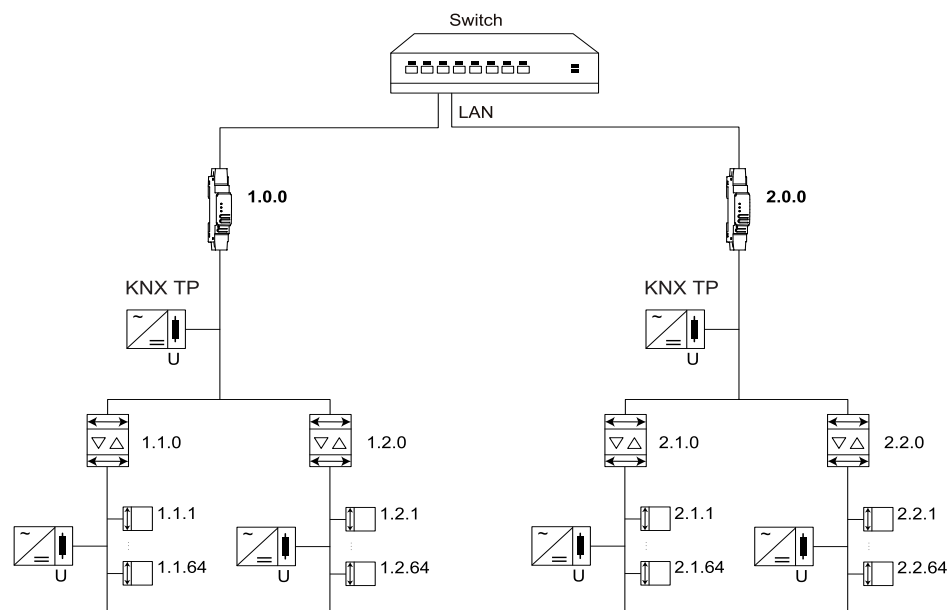 Switch
LAN
1.0.0
2.0.0
KNX TP
KNX TP
U
U
1.1.0
1.2.0
2.1.0
2.2.0
1.1.1
1.2.1
2.1.1
2.2.1
1.1.64
1.2.64
2.1.64
2.2.64
U
U
U
U